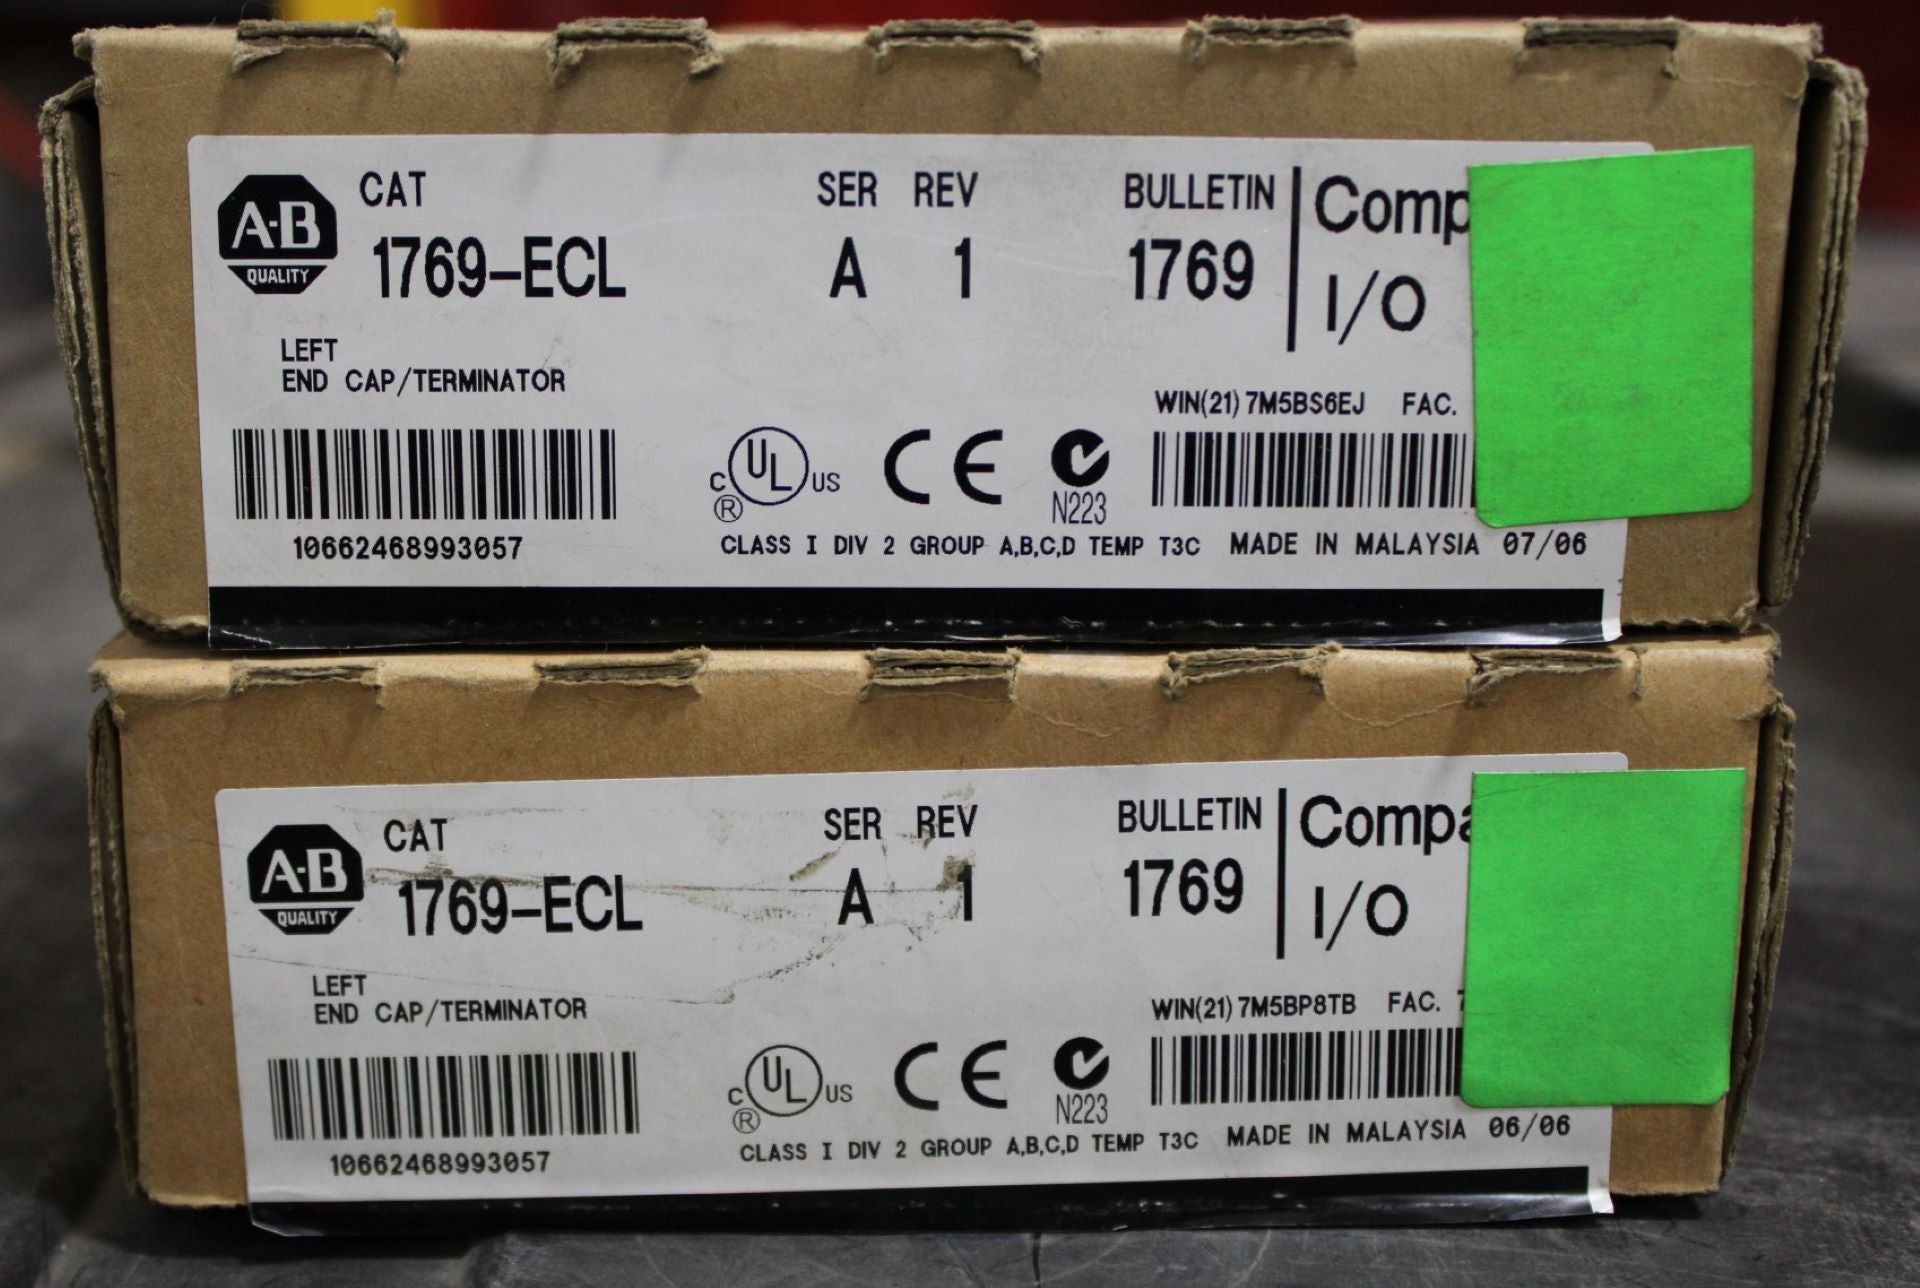 A-B
QUALITY
CAT
1769-ECL
SER REV
A 1
BULLETIN
1769
I/O
LEFT
END CAP/TERMINATOR
WIN(21) 7M5BS6EJ FAC.
10662468993057
C UL US
®
CE
N223
CLASS I DIV 2 GROUP A,B,C,D TEMP T3C MADE IN MALAYSIA 07/06
A-B
QUALITY
CAT
1769-ECL
SER REV
A 1
BULLETIN
1769
I/O
LEFT
END CAP/TERMINATOR
WIN(21) 7M5BP8TB FAC.
10662468993057
C UL US
®
CE
N223
CLASS I DIV 2 GROUP A,B,C,D TEMP T3C MADE IN MALAYSIA 06/06